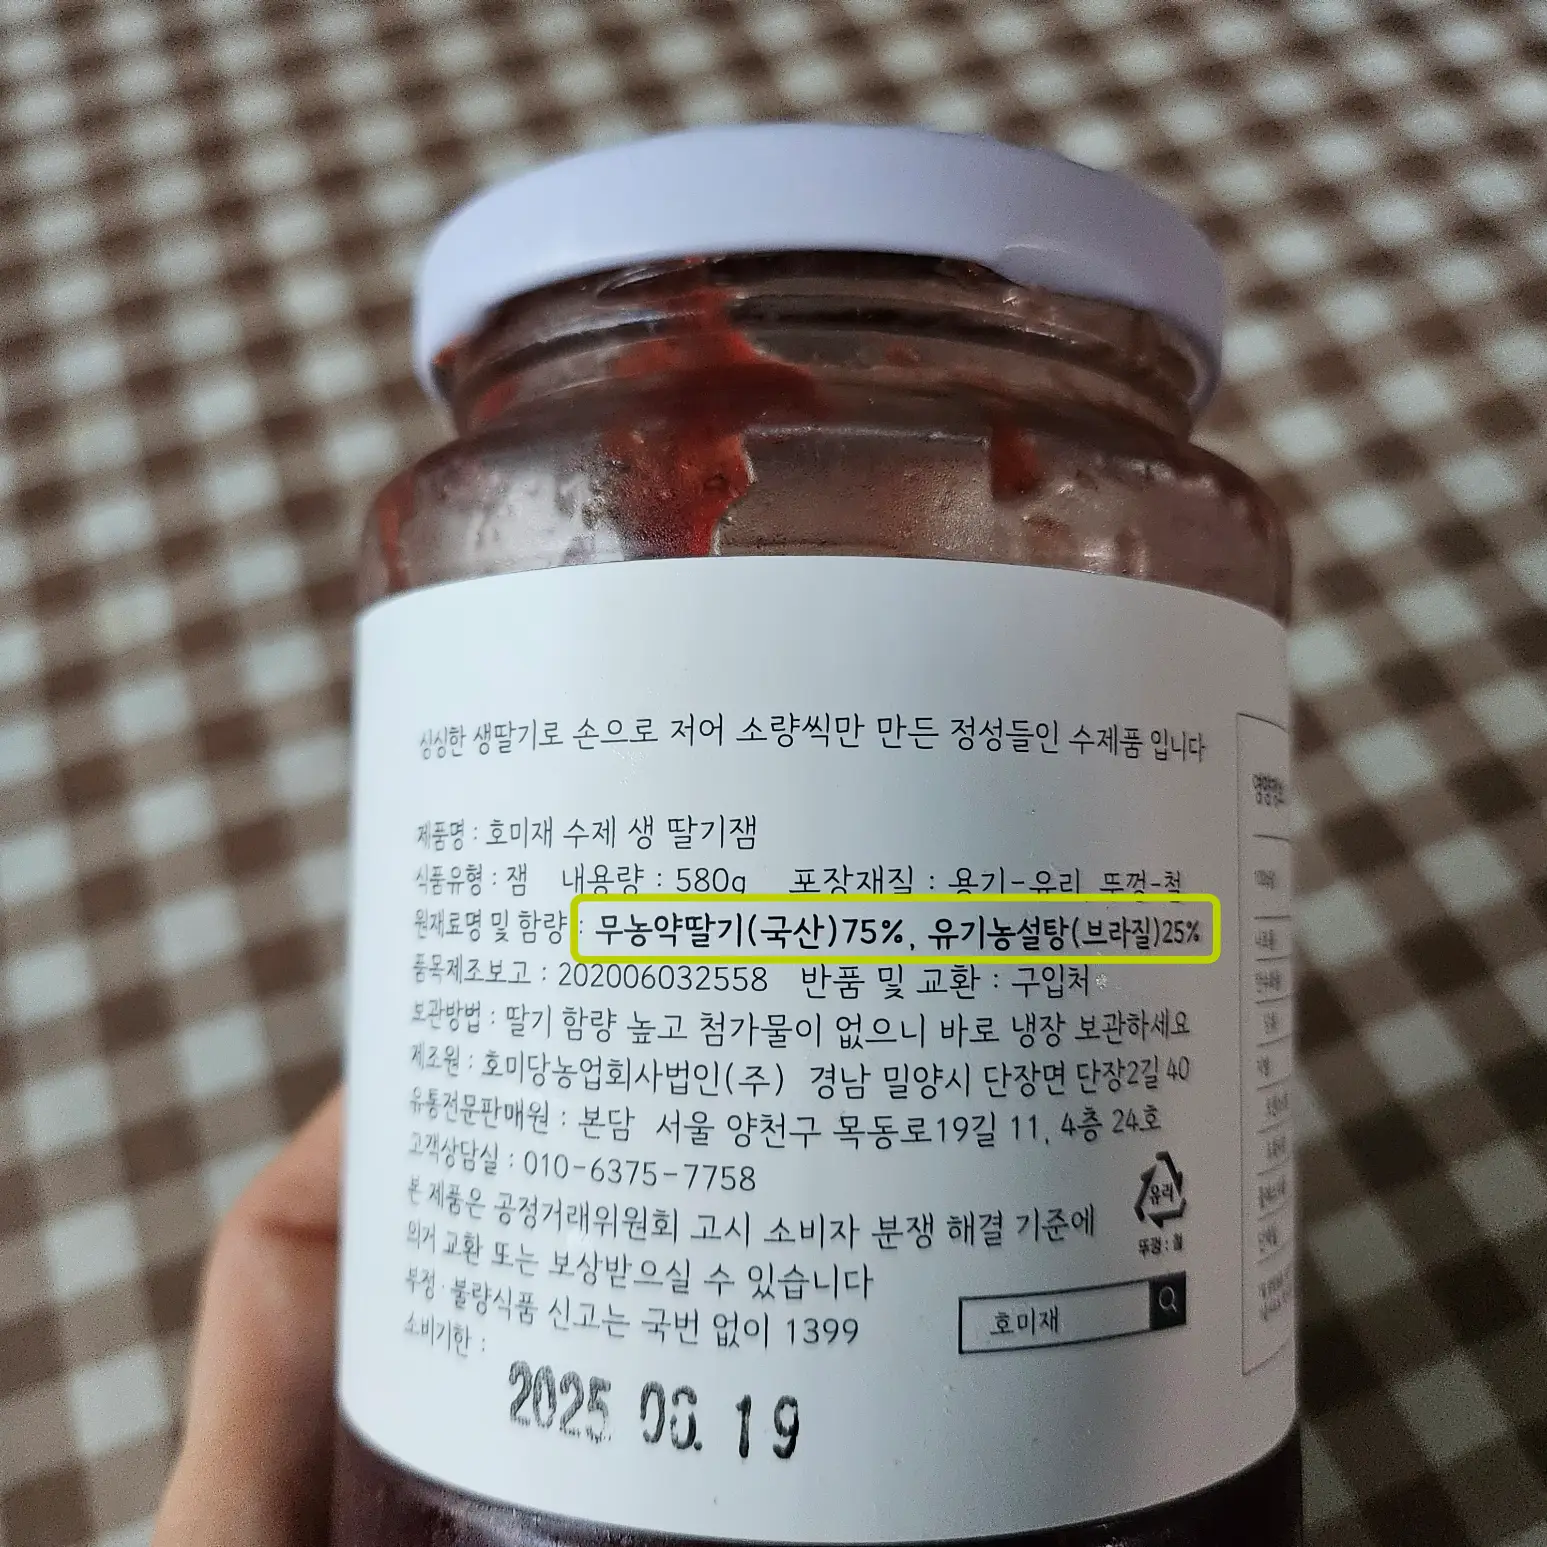 싱싱한 생딸기로 손으로 저어 소량씩만 만든 정성들인 수제품 입니다
제품명 : 호미재 수제 생 딸기잼
식품유형 : 잼 내용량 : 580g 포장재질 : 용기-유리, 뚜껑-철
원재료명 및 함량 : 무농약딸기(국산)75%, 유기농설탕(브라질)25%
품목제조보고 : 202006032558 반품 및 교환 : 구입처
보관방법 : 딸기 함량 높고 첨가물이 없으니 바로 냉장 보관하세요
제조원 : 호미당농업회사법인(주) 경남 밀양시 단장면 단장2길 40
유통전문판매원 : 본담 서울 양천구 목동로19길 11, 4층 24호
고객상담실 : 010-6375-7758
본 제품은 공정거래위원회 고시 소비자 분쟁 해결 기준에
의거 교환 또는 보상받으실 수 있습니다
부정·불량식품 신고는 국번 없이 1399
소비기한 :
유리
뚜껑 : 철
호미재
2025. 06. 19